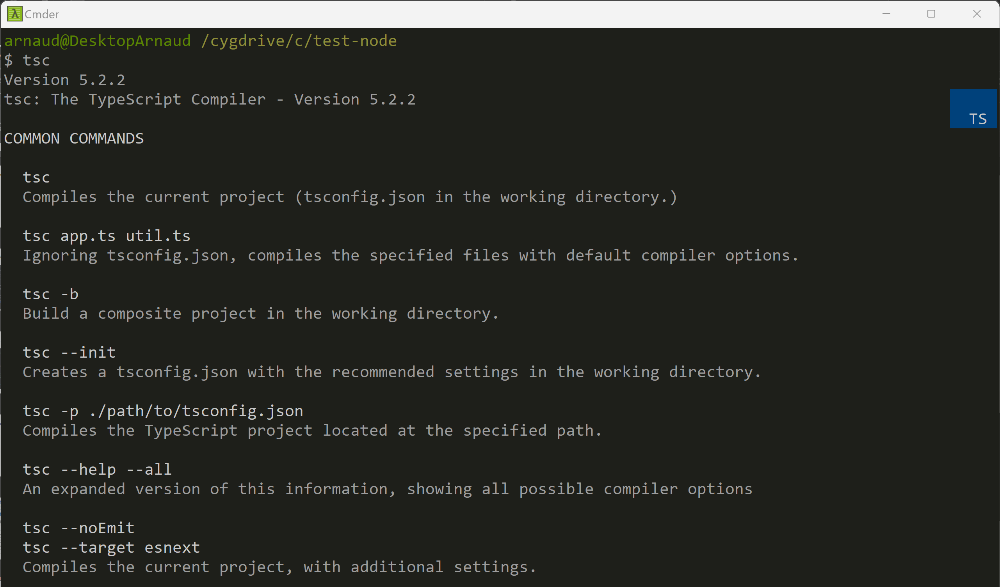 λ Cmder
arnaud@DesktopArnaud /cygdrive/c/test-node
$ tsc
Version 5.2.2
tsc: The TypeScript Compiler - Version 5.2.2
TS
COMMON COMMANDS
tsc
Compiles the current project (tsconfig.json in the working directory.)
tsc app.ts util.ts
Ignoring tsconfig.json, compiles the specified files with default compiler options.
tsc -b
Build a composite project in the working directory.
tsc --init
Creates a tsconfig.json with the recommended settings in the working directory.
tsc -p ./path/to/tsconfig.json
Compiles the TypeScript project located at the specified path.
tsc --help --all
An expanded version of this information, showing all possible compiler options
tsc --noEmit
tsc --target esnext
Compiles the current project, with additional settings.